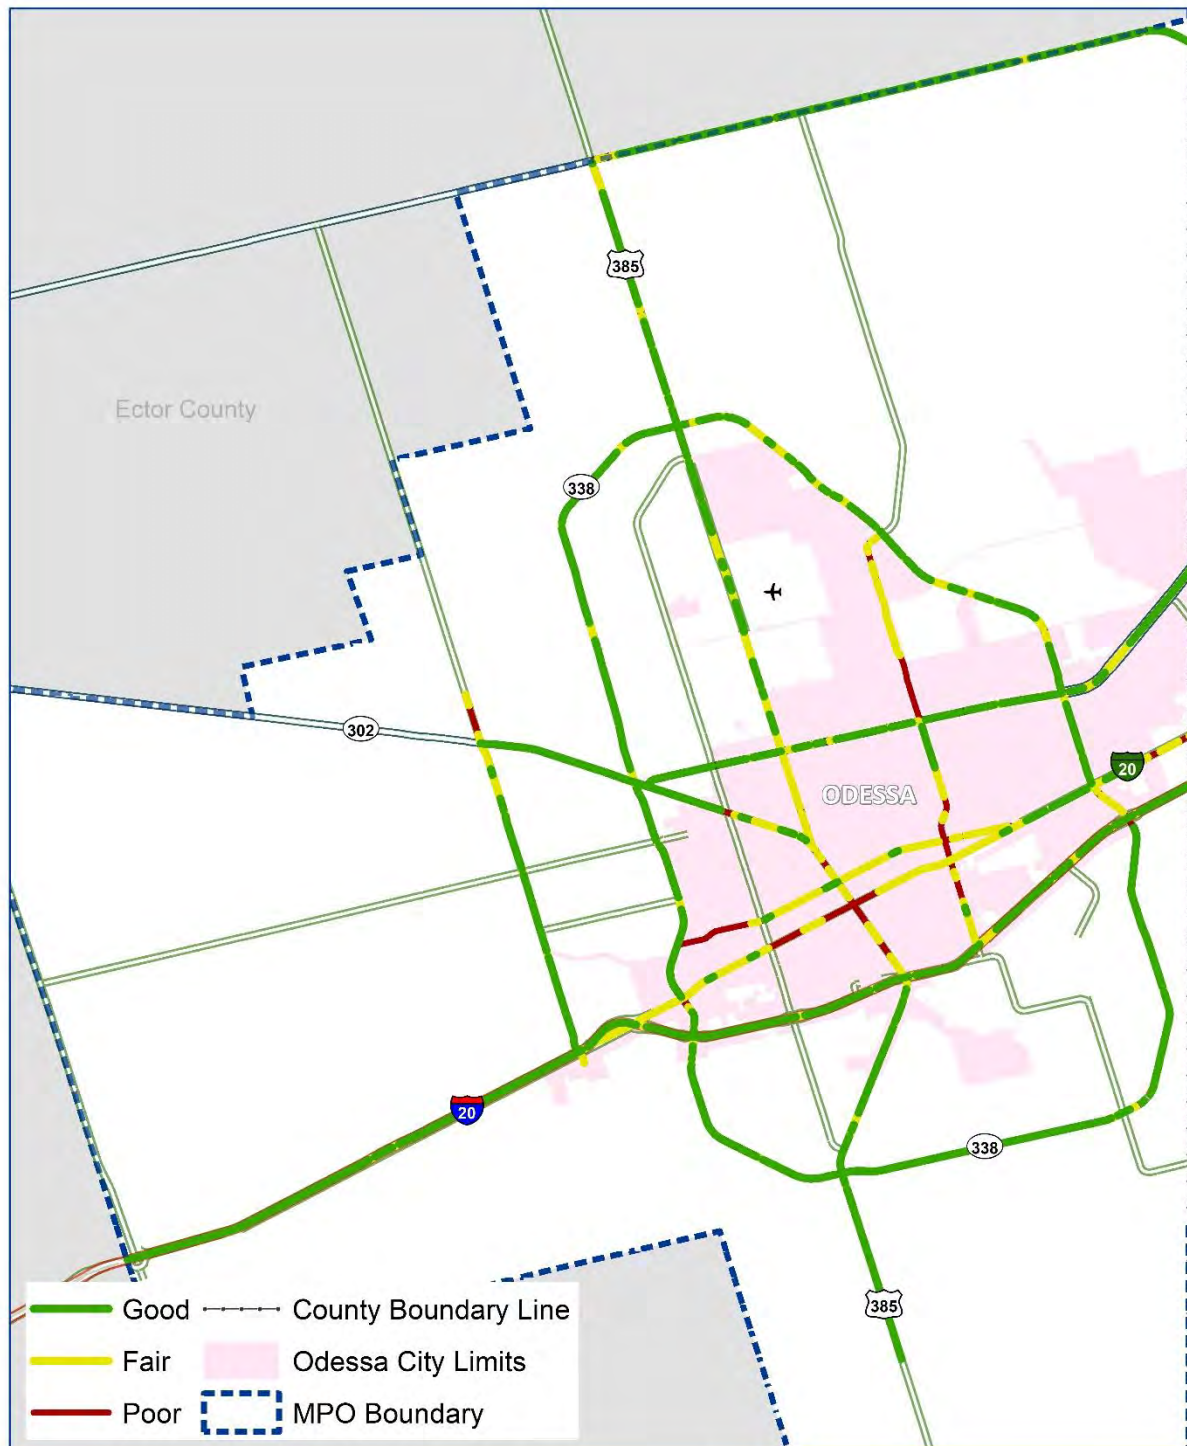 385
Ector County
338
302
20
ODESSA
20
338
385
Good
County Boundary Line
Fair
Odessa City Limits
Poor
MPO Boundary